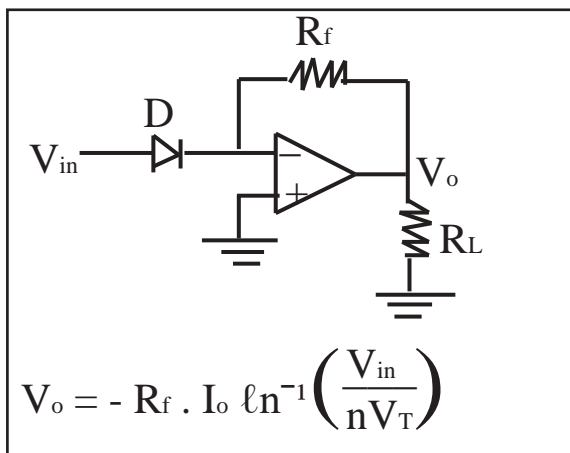 Rf
D
Vin
−
+
Vo
RL
Vo = - Rf . Io ℓn⁻¹(Vin/nVT)